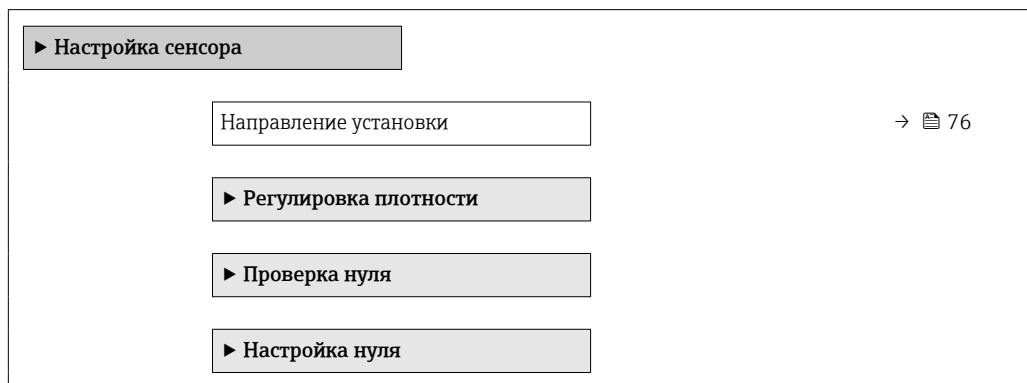 ► Настройка сенсора
Направление установки → 76
► Регулировка плотности
► Проверка нуля
► Настройка нуля